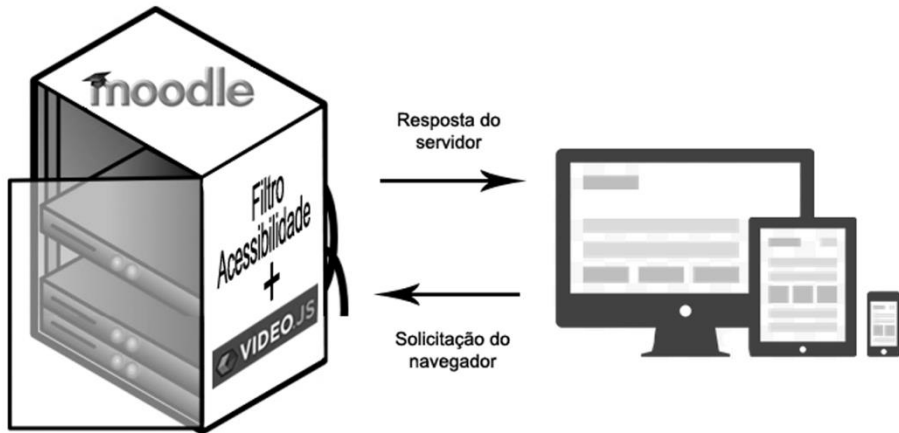 moodle
Filtro
Acessibilidade
+
VIDEO.JS
Resposta do
servidor
Solicitação do
navegador